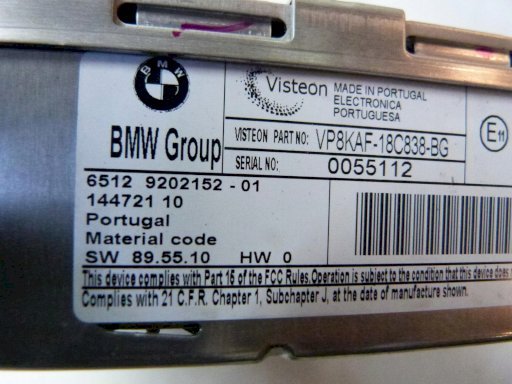 BMW
Visteon
MADE IN PORTUGAL
ELECTRONICA
PORTUGUESA
VISTEON PART NO: VP8KAF-18C838-BG
E11
BMW Group
SERIAL NO: 0055112
6512 9202152 - 01
144721 10
Portugal
Material code
SW 89.55.10 HW 0
This device complies with Part 15 of the FCC Rules. Operation is subject to the condition that this device does
Complies with 21 C.F.R. Chapter 1, Subchapter J, at the date of manufacture shown.